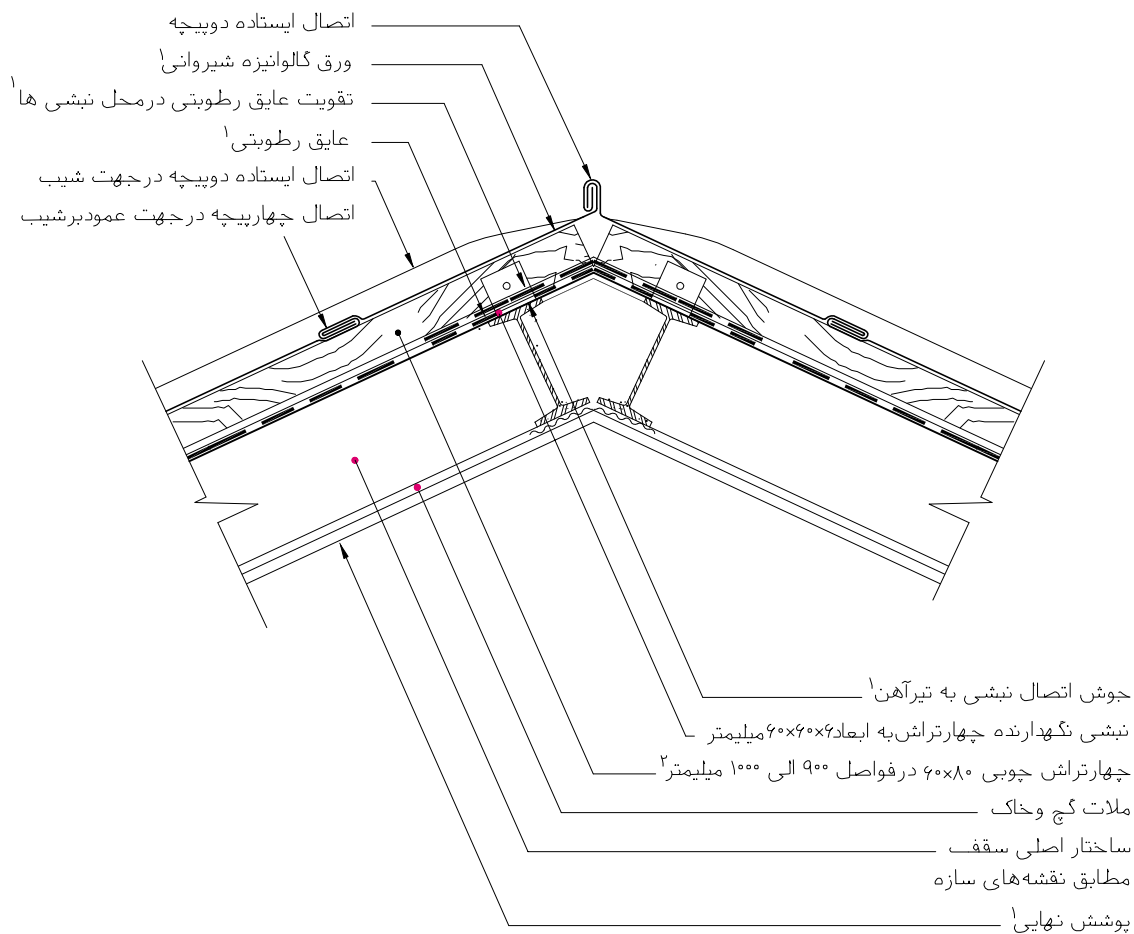 اتصال ایستاده دوپیچه
ورق گالوانیزه شیروانی۱
تقویت عایق رطوبتی درمحل نبشی ها۱
عایق رطوبتی۱
اتصال ایستاده دوپیچه درجهت شیب
اتصال چهارپیچه درجهت عمودبرشیب
جوش اتصال نبشی به تیرآهن۱
نبشی نگهدارنده چهارتراش‌به ابعاد۶×۶۰×۶۰میلیمتر
چهارتراش چوبی ۸۰×۶۰ درفواصل ۹۰۰ الی ۱۰۰۰ میلیمتر۲
ملات گچ وخاک
ساختار اصلی سقف
مطابق نقشه‌های سازه
پوشش نهایی۱